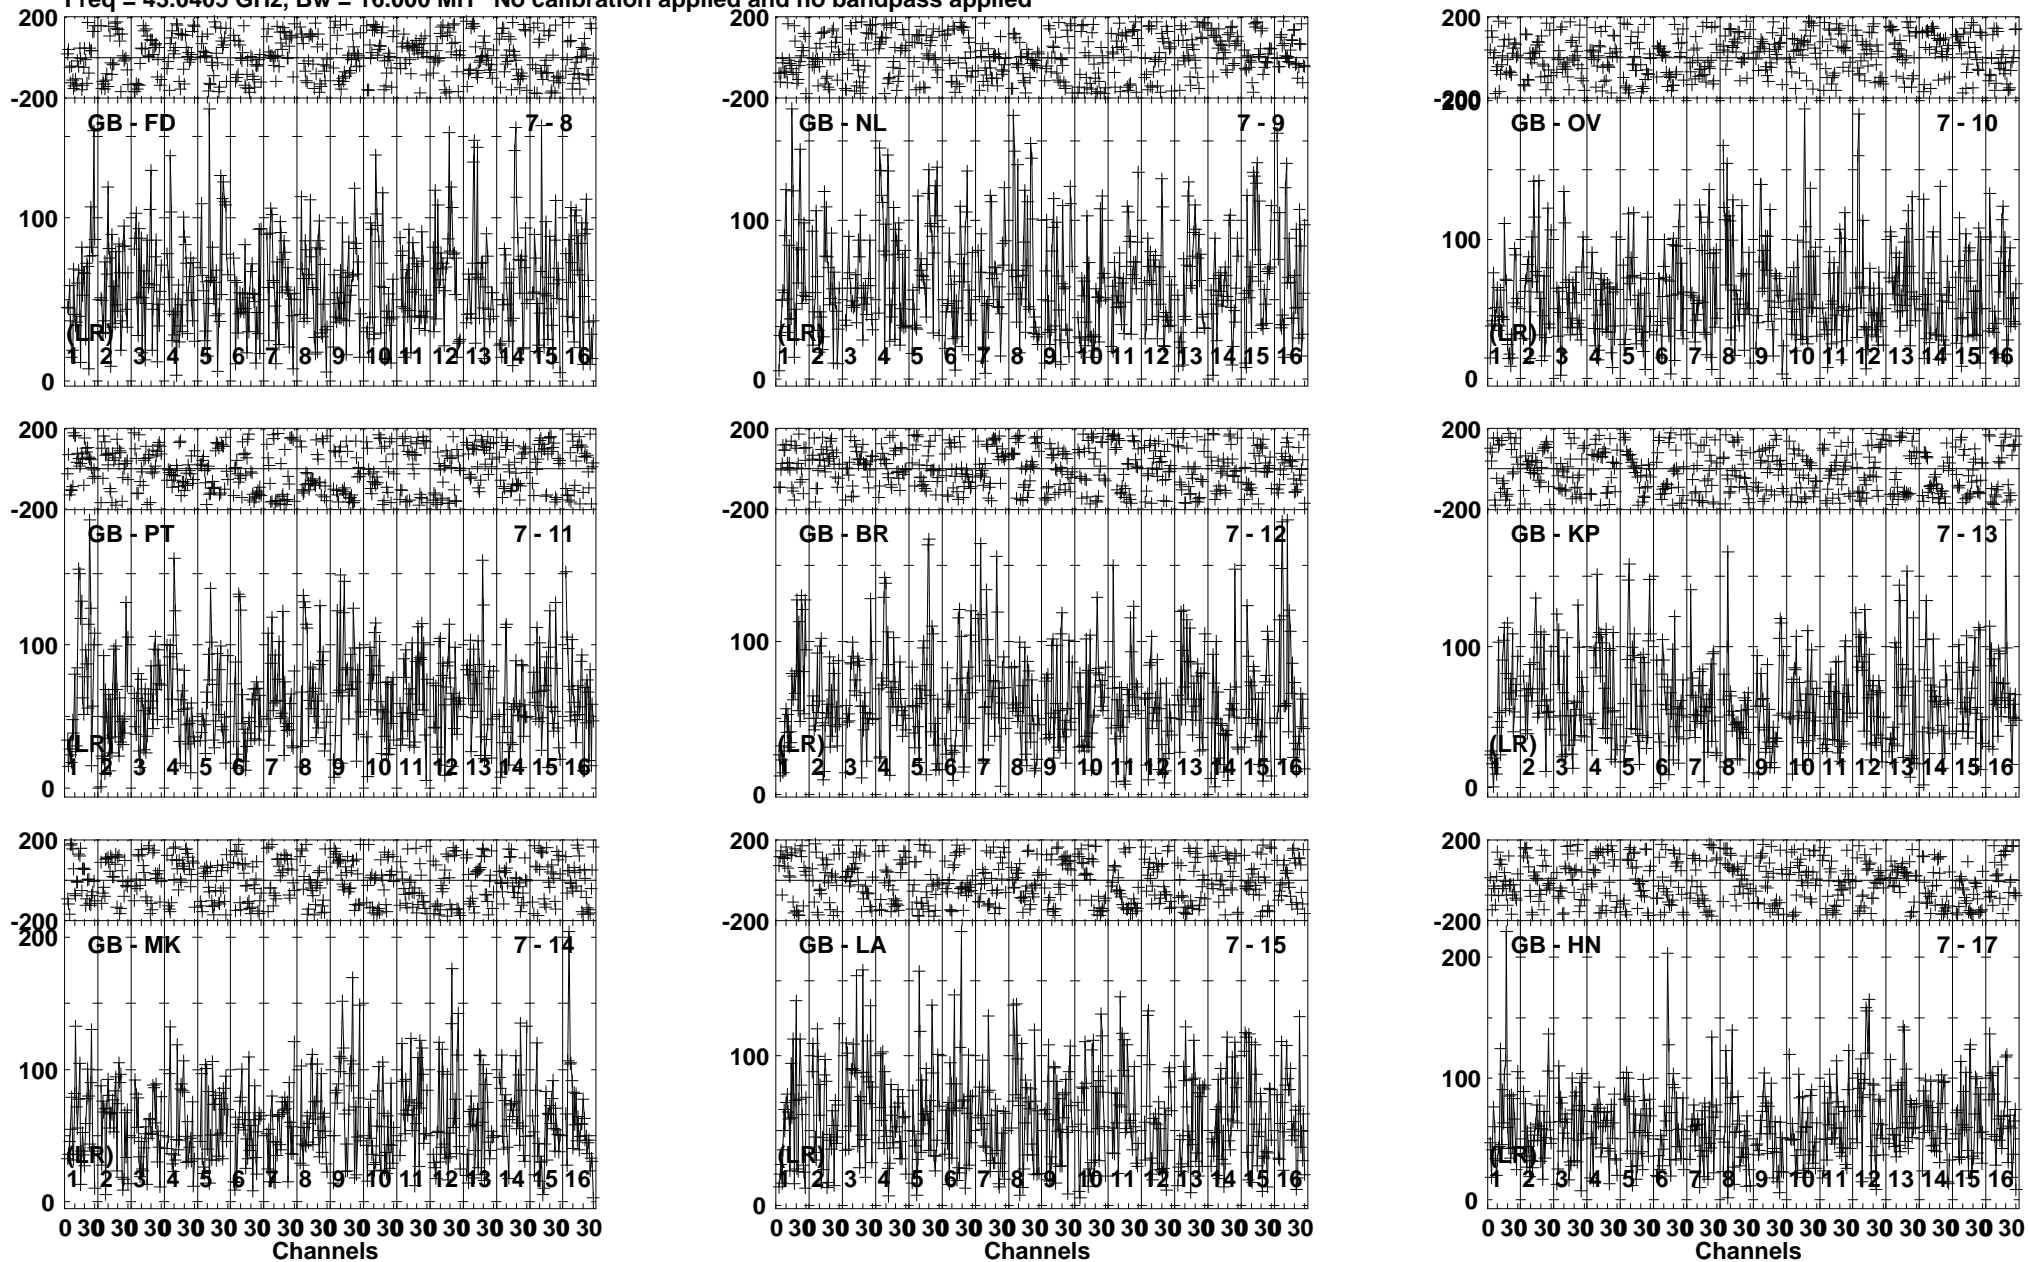 Freq = 43.0405 GHz, Bw = 16.000 MH No calibration applied and no bandpass applied
200
-200
GB - FD 7 - 8
100
(LR)
1 2 3 4 5 6 7 8 9 10 11 12 13 14 15 16
0
200
-200
GB - NL 7 - 9
100
(LR)
1 2 3 4 5 6 7 8 9 10 11 12 13 14 15 16
0
200
-200
200
GB - OV 7 - 10
100
(LR)
1 2 3 4 5 6 7 8 9 10 11 12 13 14 15 16
0
200
-200
GB - PT 7 - 11
100
(LR)
1 2 3 4 5 6 7 8 9 10 11 12 13 14 15 16
0
200
-200
GB - BR 7 - 12
100
(LR)
1 2 3 4 5 6 7 8 9 10 11 12 13 14 15 16
0
200
-200
GB - KP 7 - 13
100
(LR)
1 2 3 4 5 6 7 8 9 10 11 12 13 14 15 16
0
200
-200
200
GB - MK 7 - 14
100
(LR)
1 2 3 4 5 6 7 8 9 10 11 12 13 14 15 16
0
0 30 30 30 30 30 30 30 30 30 30 30 30 30 30 30 30
Channels
200
-200
GB - LA 7 - 15
100
(LR)
1 2 3 4 5 6 7 8 9 10 11 12 13 14 15 16
0
0 30 30 30 30 30 30 30 30 30 30 30 30 30 30 30 30
Channels
200
-200
GB - HN 7 - 17
200
100
(LR)
1 2 3 4 5 6 7 8 9 10 11 12 13 14 15 16
0
0 30 30 30 30 30 30 30 30 30 30 30 30 30 30 30 30
Channels